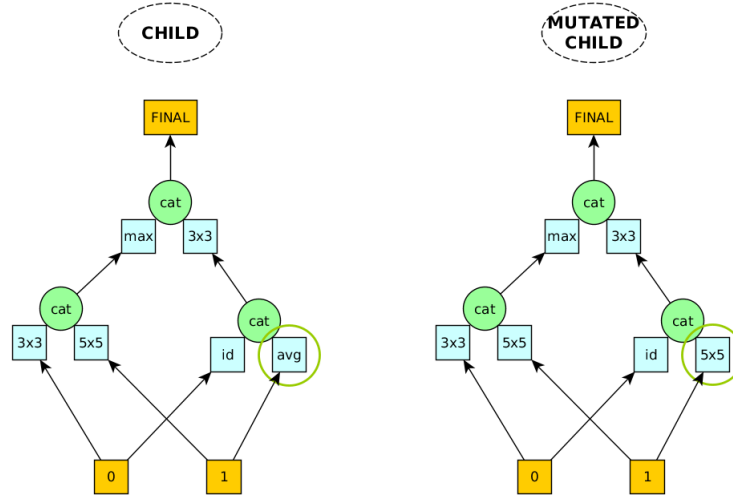 CHILD
FINAL
cat
max
3x3
cat
cat
3x3
5x5
id
avg
0
1
MUTATED
CHILD
FINAL
cat
max
3x3
cat
cat
3x3
5x5
id
5x5
0
1